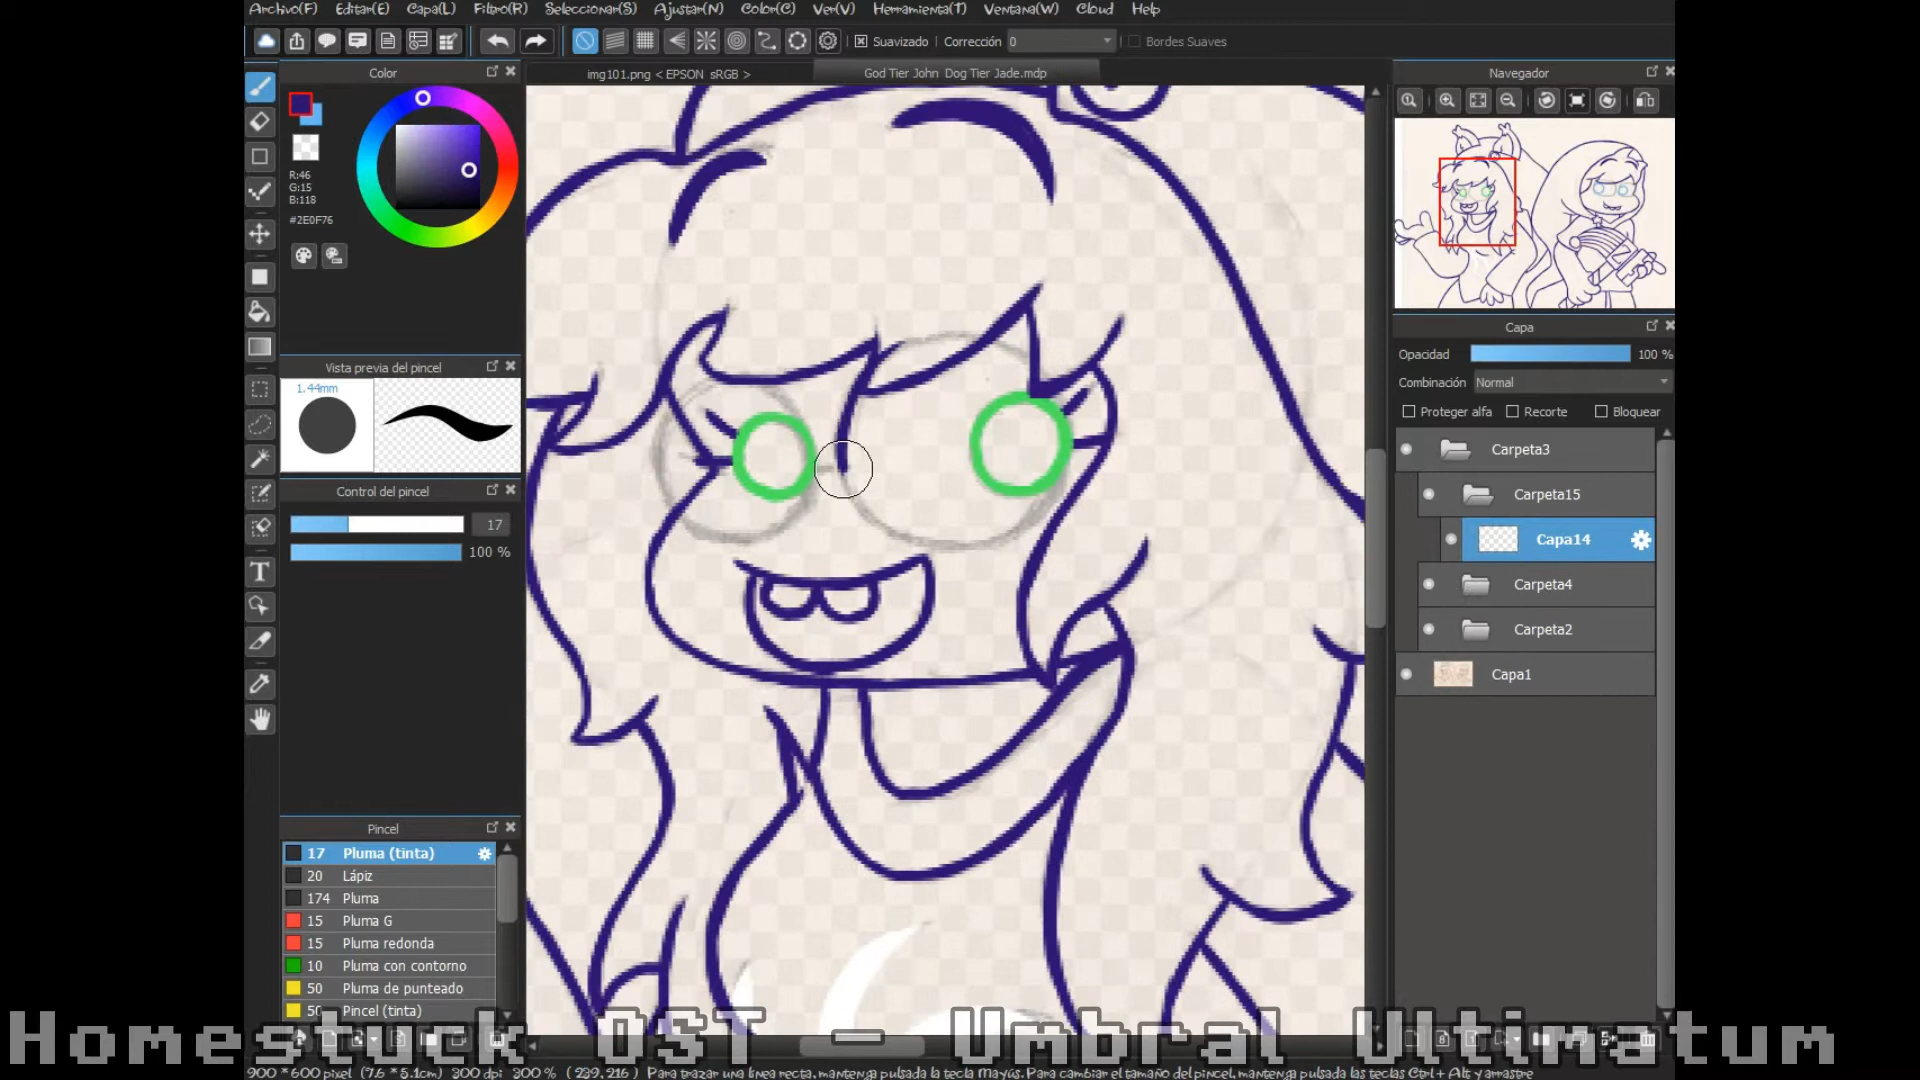 Archivo(F) Editar(E) Capa(L) Filtro(R) Seleccionar(S) Ajustar(N) Color(C) Ver(V) Herramienta(T) Ventana(W) Cloud Help
Suavizado Corrección 0 Bordes Suaves
Color
img101.png < EPSON sRGB >
God Tier John Dog Tier Jade.mdp
Navegador
R:46
G:15
B:118
#2E0F76
Vista previa del pincel
1.44mm
Control del pincel
17
100 %
Pincel
17 Pluma (tinta)
20 Lápiz
174 Pluma
15 Pluma G
15 Pluma redonda
10 Pluma con contorno
50 Pluma de punteado
50 Pincel (tinta)
Capa
Opacidad 100 %
Combinación Normal
Proteger alfa Recorte Bloquear
Carpeta3
Carpeta15
Capa14
Carpeta4
Carpeta2
Capa1
Homestuck OST - Umbral Ultimatum
900 * 600 pixel (7.6 * 5.1cm) 300 dpi 300 % ( 239, 216 ) Para trazar una línea recta, mantenga pulsada la tecla Mayús. Para cambiar el tamaño del pincel, mantenga pulsada las teclas Ctrl + Alt y arrastre